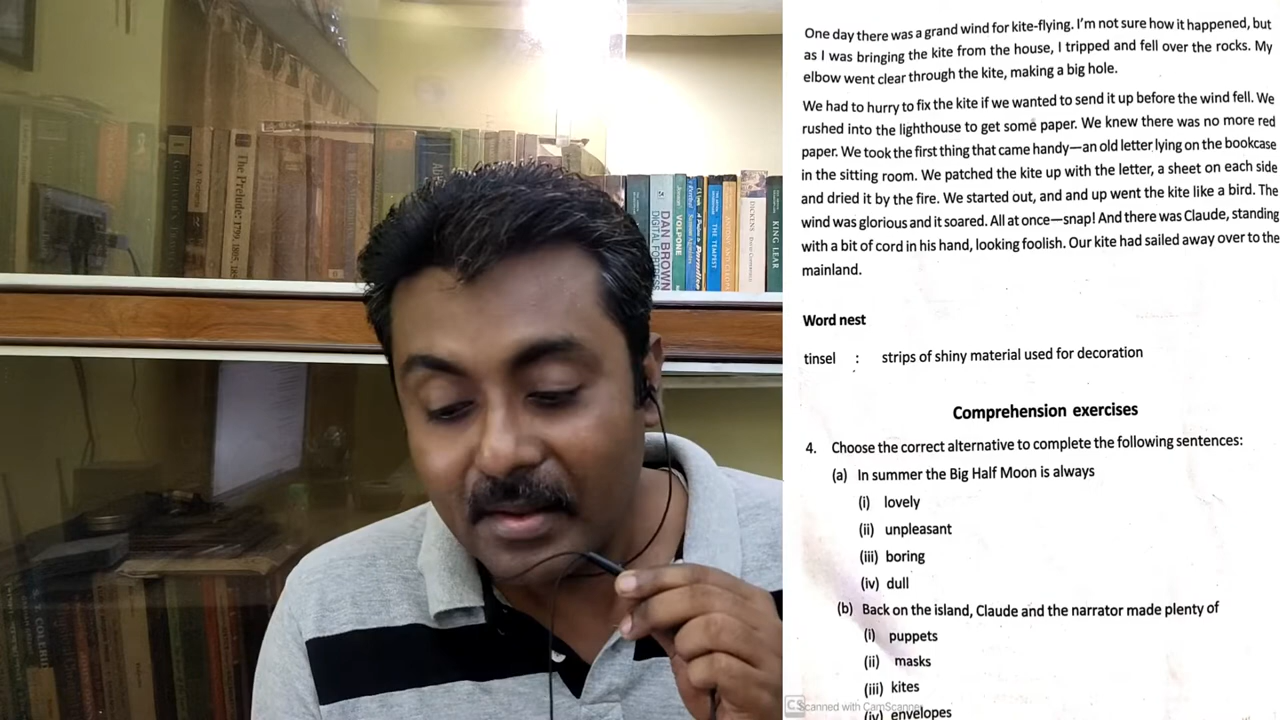 One day there was a grand wind for kite-flying. I'm not sure how it happened, but
as I was bringing the kite from the house, I tripped and fell over the rocks. My
elbow went clear through the kite, making a big hole.
We had to hurry to fix the kite if we wanted to send it up before the wind fell. We
rushed into the lighthouse to get some paper. We knew there was no more red
paper. We took the first thing that came handy—an old letter lying on the bookcase
in the sitting room. We patched the kite up with the letter, a sheet on each side
and dried it by the fire. We started out, and and up went the kite like a bird. The
wind was glorious and it soared. All at once—snap! And there was Claude, standing
with a bit of cord in his hand, looking foolish. Our kite had sailed away over to the
mainland.
Word nest
tinsel : strips of shiny material used for decoration
Comprehension exercises
4. Choose the correct alternative to complete the following sentences:
(a) In summer the Big Half Moon is always
(i) lovely
(ii) unpleasant
(iii) boring
(iv) dull
(b) Back on the island, Claude and the narrator made plenty of
(i) puppets
(ii) masks
(iii) kites
(iv) envelopes
CS Scanned with CamScanner
The Prelude: 1799, 1805,
DAN BROWN
DIGITAL FORTRESS
VOLPONE
THE TEMPEST
DICKENS
KING LEAR